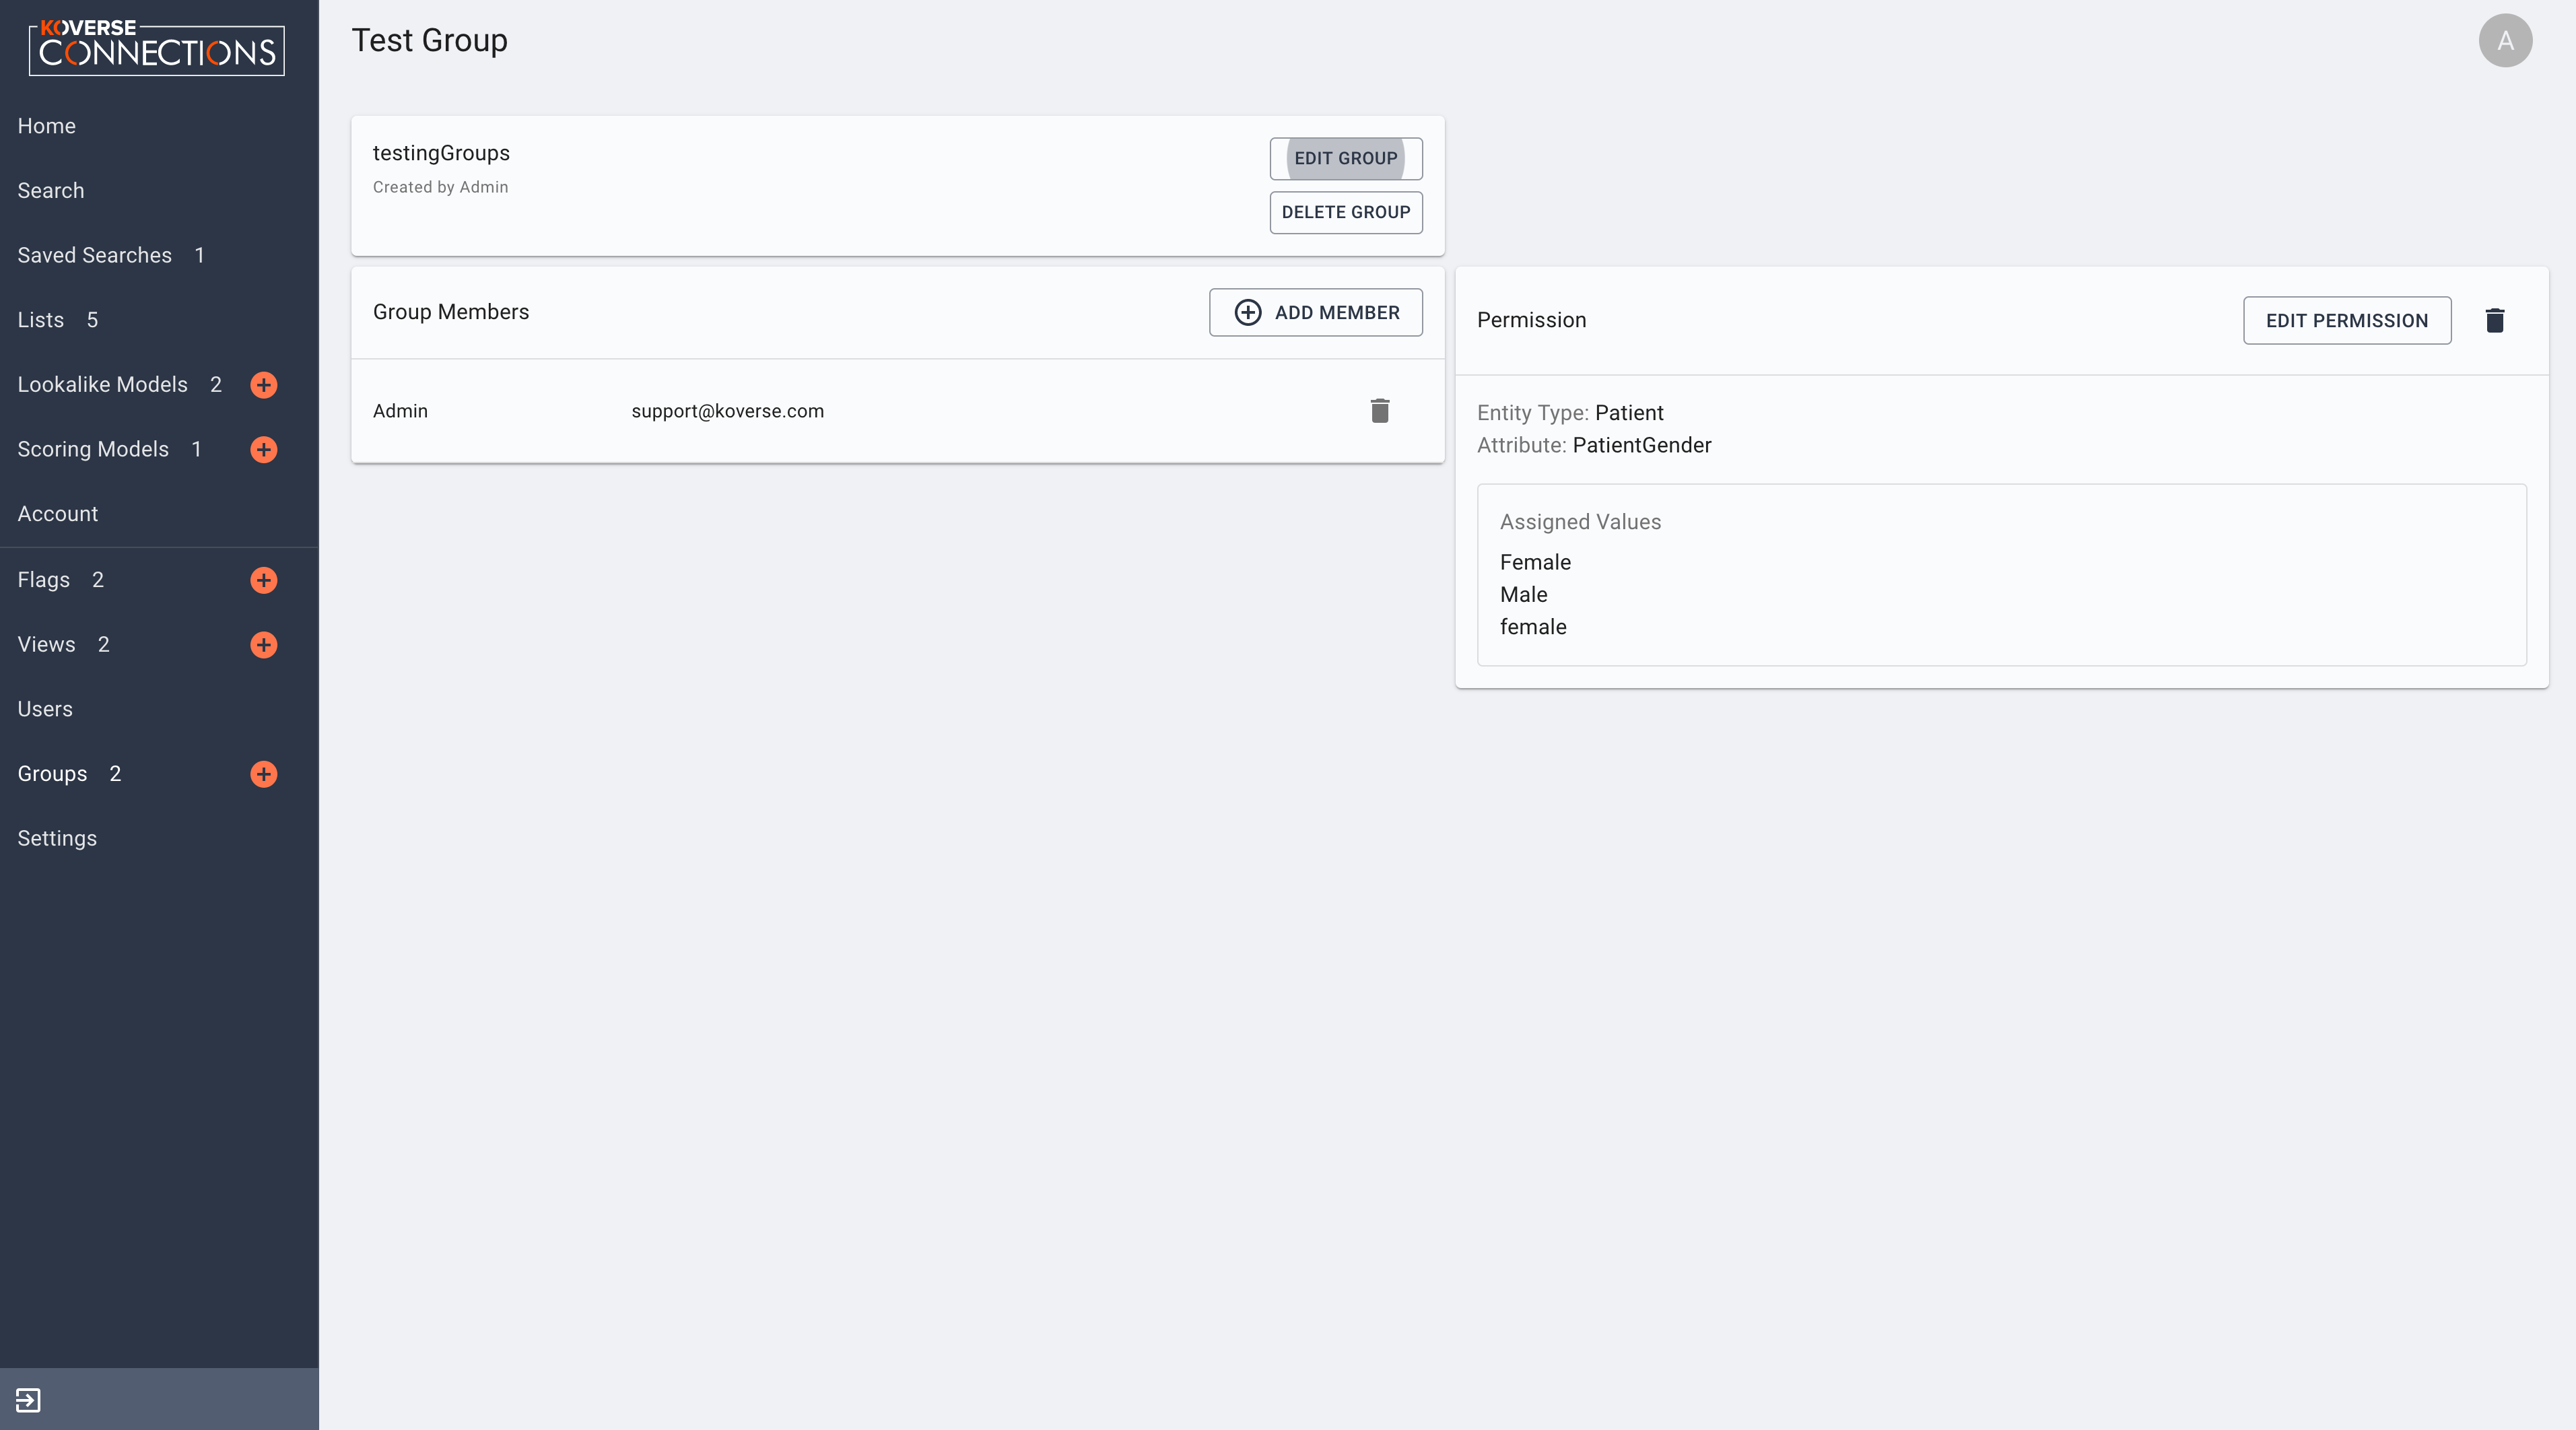 KOVERSE
CONNECTIONS
Home
Search
Saved Searches 1
Lists 5
Lookalike Models 2
Scoring Models 1
Account
Flags 2
Views 2
Users
Groups 2
Settings
Test Group
A
testingGroups
Created by Admin
EDIT GROUP
DELETE GROUP
Group Members
ADD MEMBER
Admin support@koverse.com
Permission
EDIT PERMISSION
Entity Type: Patient
Attribute: PatientGender
Assigned Values
Female
Male
female